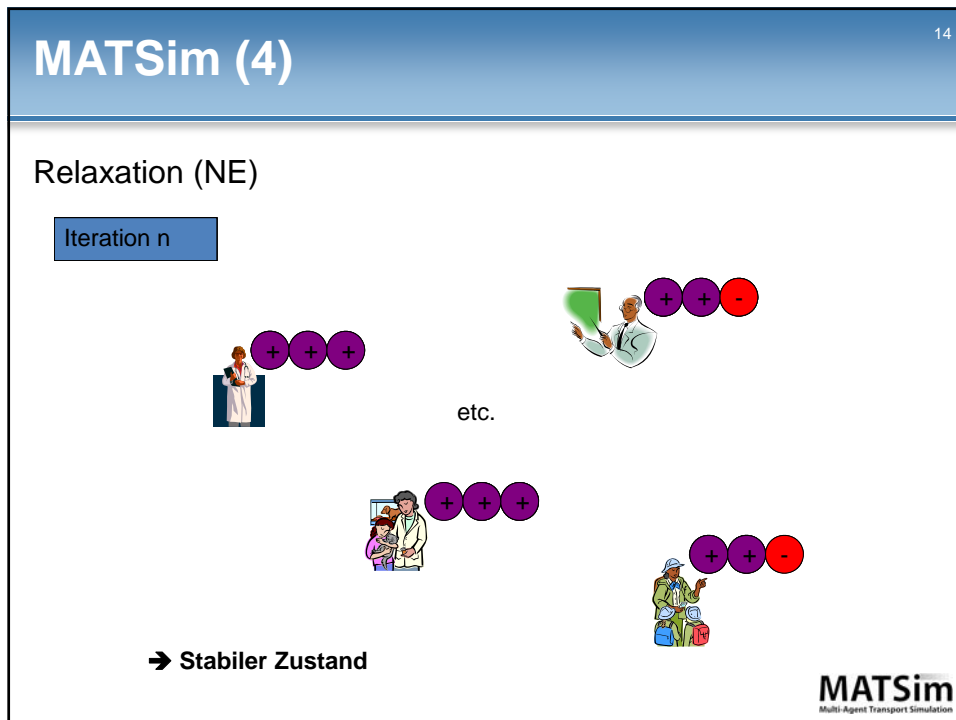 14
MATSim (4)
Relaxation (NE)
Iteration n
+ + -
+ + +
etc.
+ + +
+ + -
➔ Stabiler Zustand
MATSim
Multi-Agent Transport Simulation